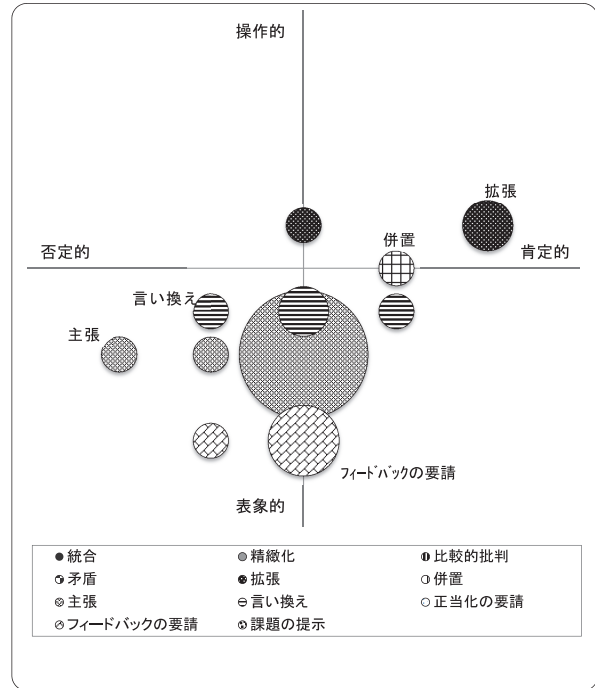 操作的
拡張
併置
否定的
肯定的
言い換え
主張
フィードバックの要請
表象的
統合
精緻化
比較的批判
矛盾
拡張
併置
主張
言い換え
正当化の要請
フィードバックの要請
課題の提示